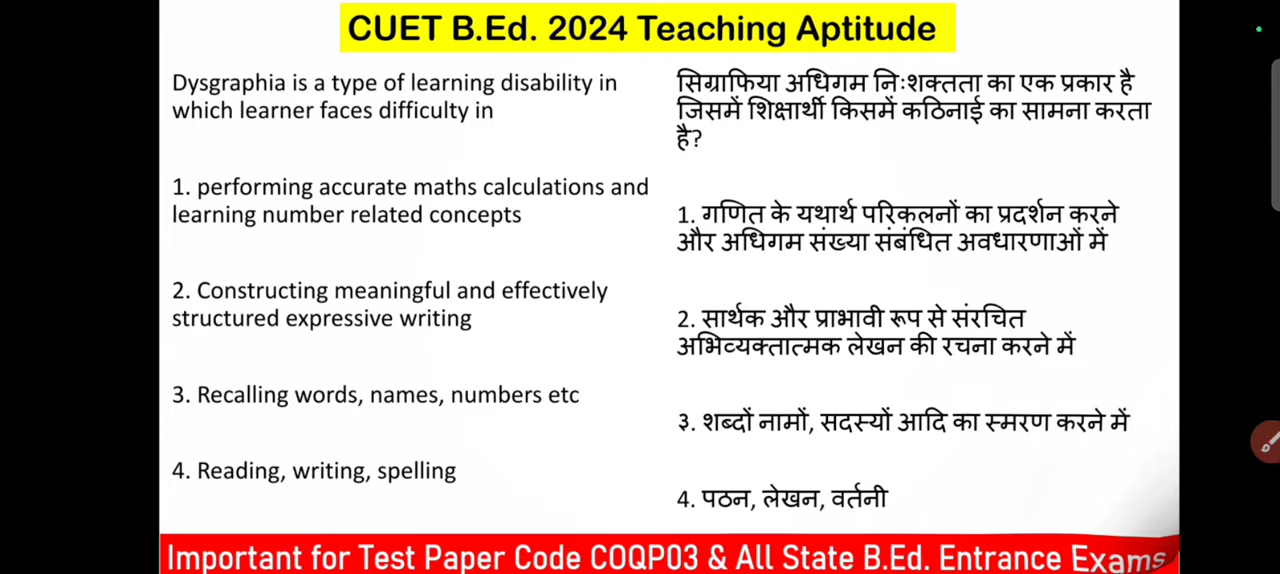 CUET B.Ed. 2024 Teaching Aptitude
Dysgraphia is a type of learning disability in
which learner faces difficulty in
1. performing accurate maths calculations and
learning number related concepts
2. Constructing meaningful and effectively
structured expressive writing
3. Recalling words, names, numbers etc
4. Reading, writing, spelling
सिग्राफिया अधिगम निःशक्तता का एक प्रकार है
जिसमें शिक्षार्थी किसमें कठिनाई का सामना करता
है?
1. गणित के यथार्थ परिकलनों का प्रदर्शन करने
और अधिगम संख्या संबंधित अवधारणाओं में
2. सार्थक और प्राभावी रूप से संरचित
अभिव्यक्तात्मक लेखन की रचना करने में
३. शब्दों नामों, सदस्यों आदि का स्मरण करने में
4. पठन, लेखन, वर्तनी
Important for Test Paper Code COQP03 & All State B.Ed. Entrance Exams